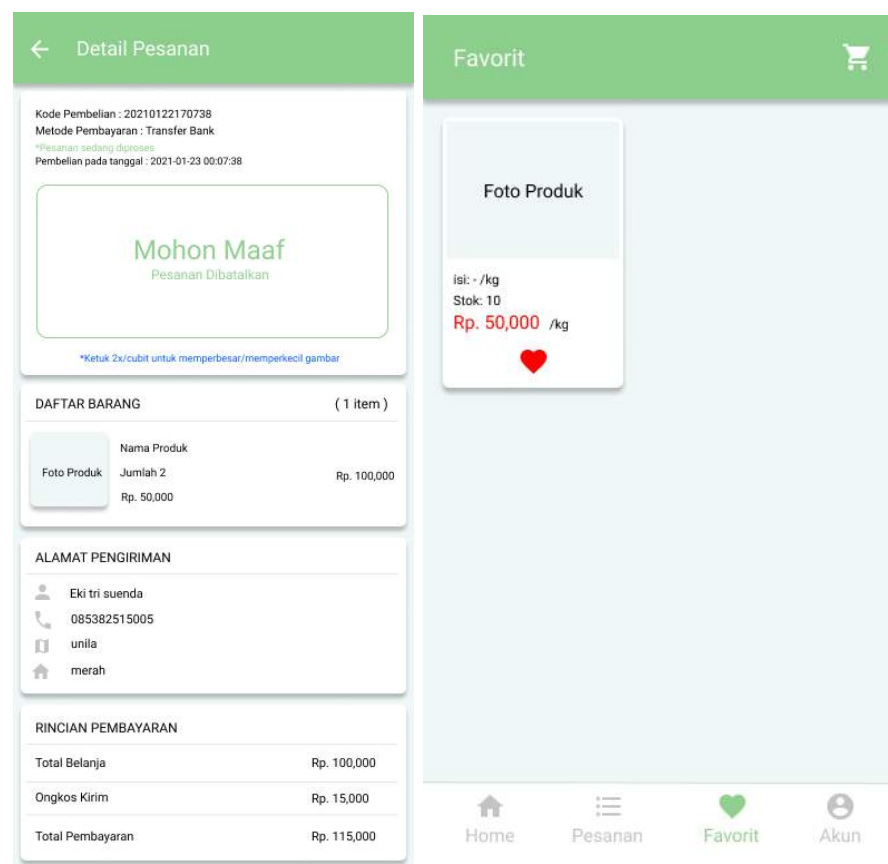 Detail Pesanan
Kode Pembelian : 20210122170738
Metode Pembayaran : Transfer Bank
*Pesanan sedang diproses
Pembelian pada tanggal : 2021-01-23 00:07:38
Mohon Maaf
Pesanan Dibatalkan
*Ketuk 2x/cubit untuk memperbesar/memperkecil gambar
DAFTAR BARANG ( 1 item )
Nama Produk
Foto Produk Jumlah 2 Rp. 100,000
Rp. 50,000
ALAMAT PENGIRIMAN
Eki tri suenda
085382515005
unila
merah
RINCIAN PEMBAYARAN
Total Belanja Rp. 100,000
Ongkos Kirim Rp. 15,000
Total Pembayaran Rp. 115,000
Favorit
Foto Produk
isi: - /kg
Stok: 10
Rp. 50,000 /kg
Home Pesanan Favorit Akun